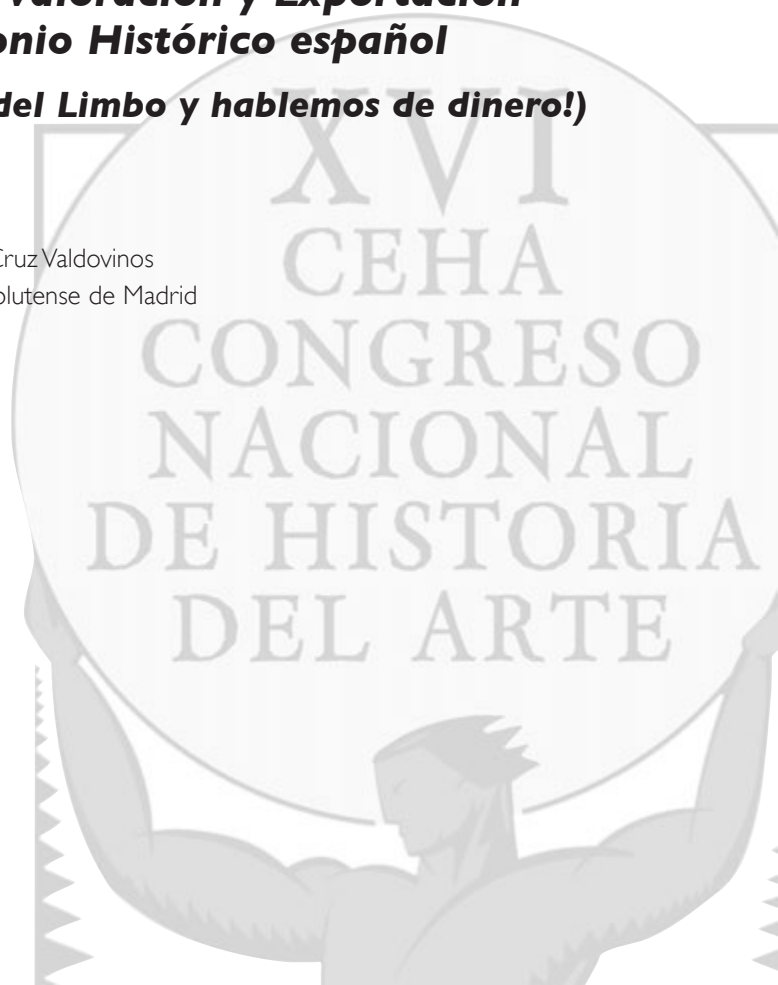 Valoración y Exportación
onio Histórico español
del Limbo y hablemos de dinero!)
Cruz Valdovinos
plutense de Madrid
XVI
CEHA
CONGRESO
NACIONAL
DE HISTORIA
DEL ARTE